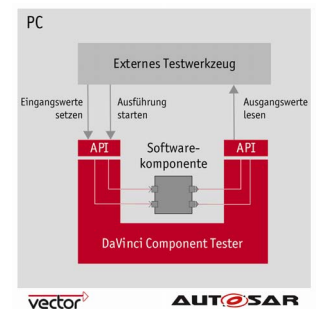 PC
Externes Testwerkzeug
Eingangswerte
setzen
Ausführung
starten
Ausgangswerte
lesen
API
Software-
komponente
API
DaVinci Component Tester
vector
AUTOSAR